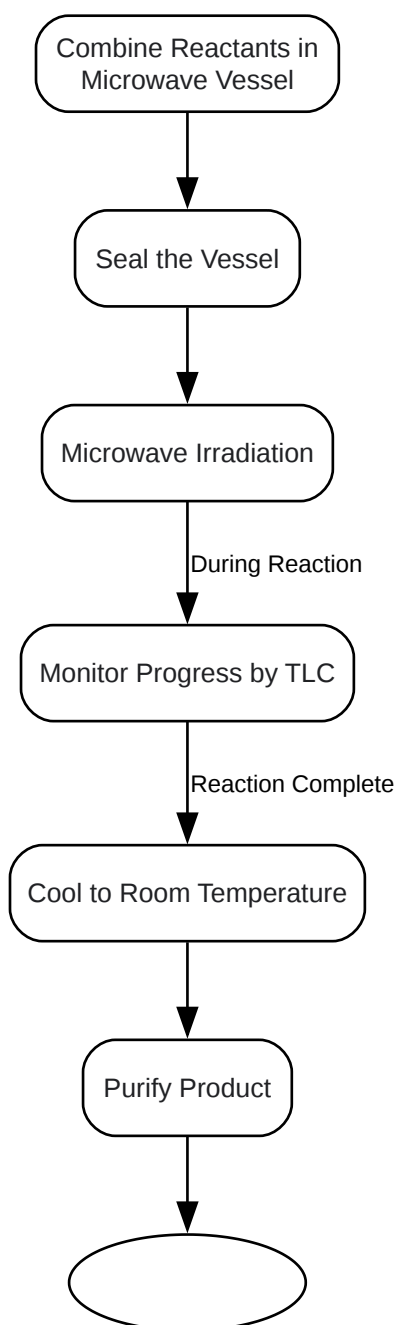 Combine Reactants in
Microwave Vessel
Seal the Vessel
Microwave Irradiation
During Reaction
Monitor Progress by TLC
Reaction Complete
Cool to Room Temperature
Purify Product